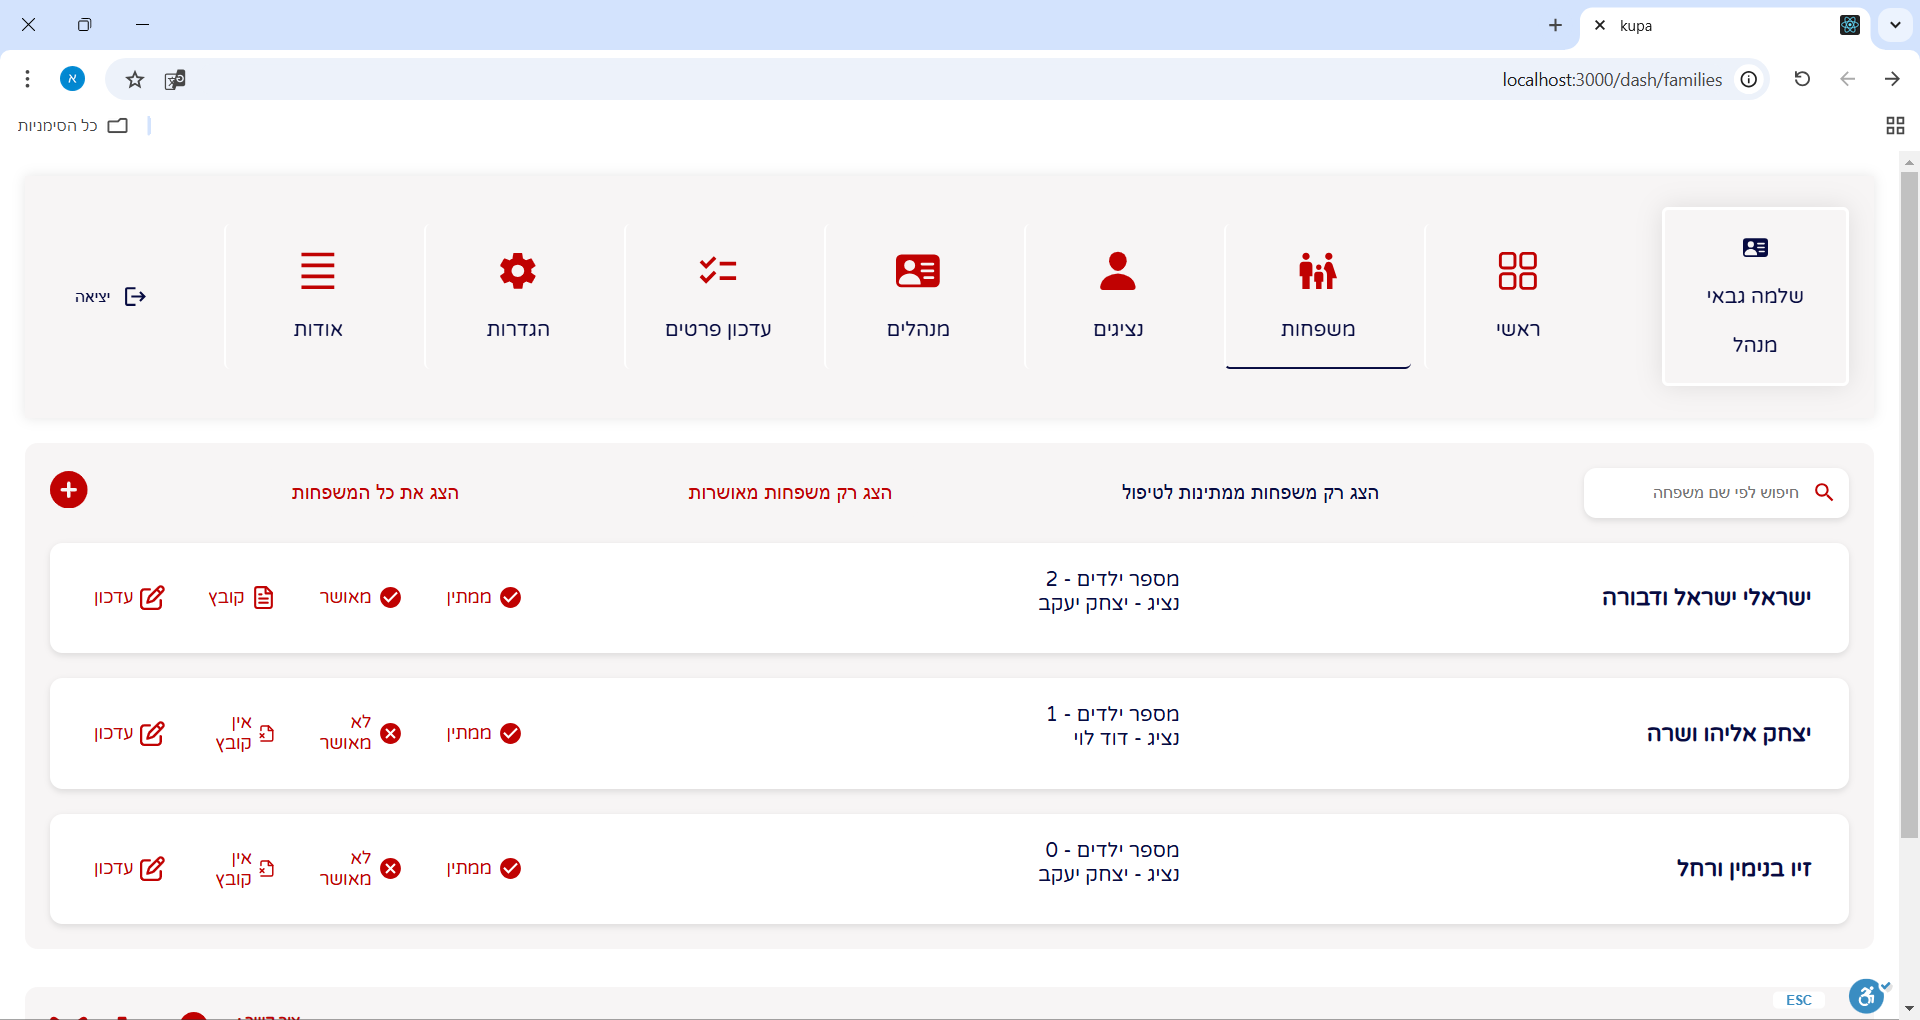 kupa
localhost:3000/dash/families
א
כל הסימניות
שלמה גבאי
מנהל
ראשי
משפחות
נציגים
מנהלים
עדכון פרטים
הגדרות
אודות
יציאה
חיפוש לפי שם משפחה
הצג רק משפחות ממתינות לטיפול
הצג רק משפחות מאושרות
הצג את כל המשפחות
ישראלי ישראל ודבורה
מספר ילדים - 2
נציג - יצחק יעקב
ממתין
מאושר
קובץ
עדכון
יצחק אליהו ושרה
מספר ילדים - 1
נציג - דוד לוי
ממתין
לא
מאושר
אין
קובץ
עדכון
זיו בנימין ורחל
מספר ילדים - 0
נציג - יצחק יעקב
ממתין
לא
מאושר
אין
קובץ
עדכון
ESC